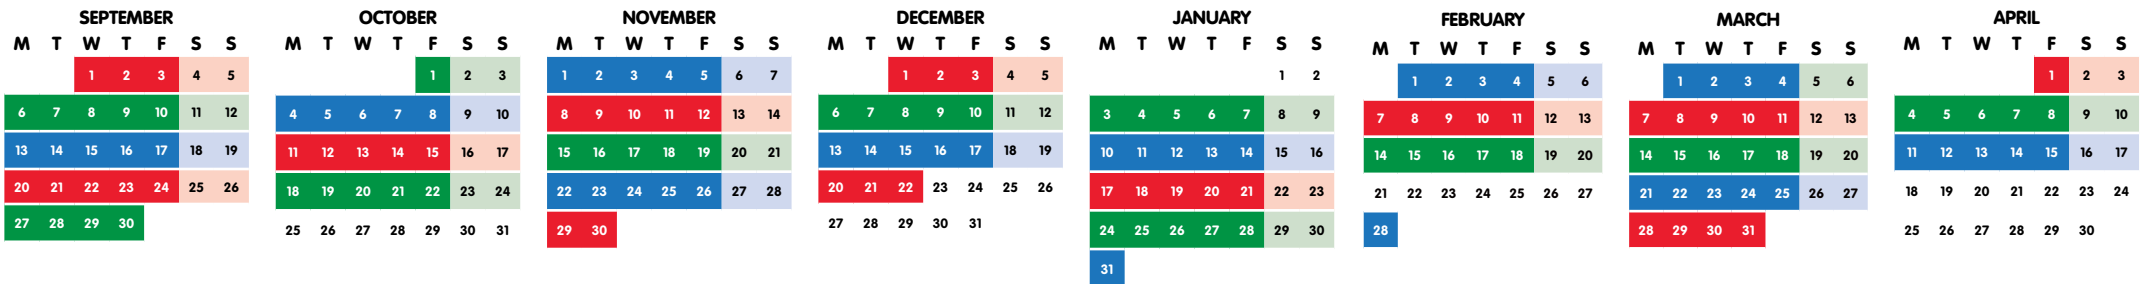 SEPTEMBER
M T W T F S S
1 2 3 4 5
6 7 8 9 10 11 12
13 14 15 16 17 18 19
20 21 22 23 24 25 26
27 28 29 30
OCTOBER
M T W T F S S
1 2 3
4 5 6 7 8 9 10
11 12 13 14 15 16 17
18 19 20 21 22 23 24
25 26 27 28 29 30 31
NOVEMBER
M T W T F S S
1 2 3 4 5 6 7
8 9 10 11 12 13 14
15 16 17 18 19 20 21
22 23 24 25 26 27 28
29 30
DECEMBER
M T W T F S S
1 2 3 4 5
6 7 8 9 10 11 12
13 14 15 16 17 18 19
20 21 22 23 24 25 26
27 28 29 30 31
JANUARY
M T W T F S S
1 2
3 4 5 6 7 8 9
10 11 12 13 14 15 16
17 18 19 20 21 22 23
24 25 26 27 28 29 30
31
FEBRUARY
M T W T F S S
1 2 3 4 5 6
7 8 9 10 11 12 13
14 15 16 17 18 19 20
21 22 23 24 25 26 27
28
MARCH
M T W T F S S
1 2 3 4 5 6
7 8 9 10 11 12 13
14 15 16 17 18 19 20
21 22 23 24 25 26 27
28 29 30 31
APRIL
M T W T F S S
1 2 3
4 5 6 7 8 9 10
11 12 13 14 15 16 17
18 19 20 21 22 23 24
25 26 27 28 29 30